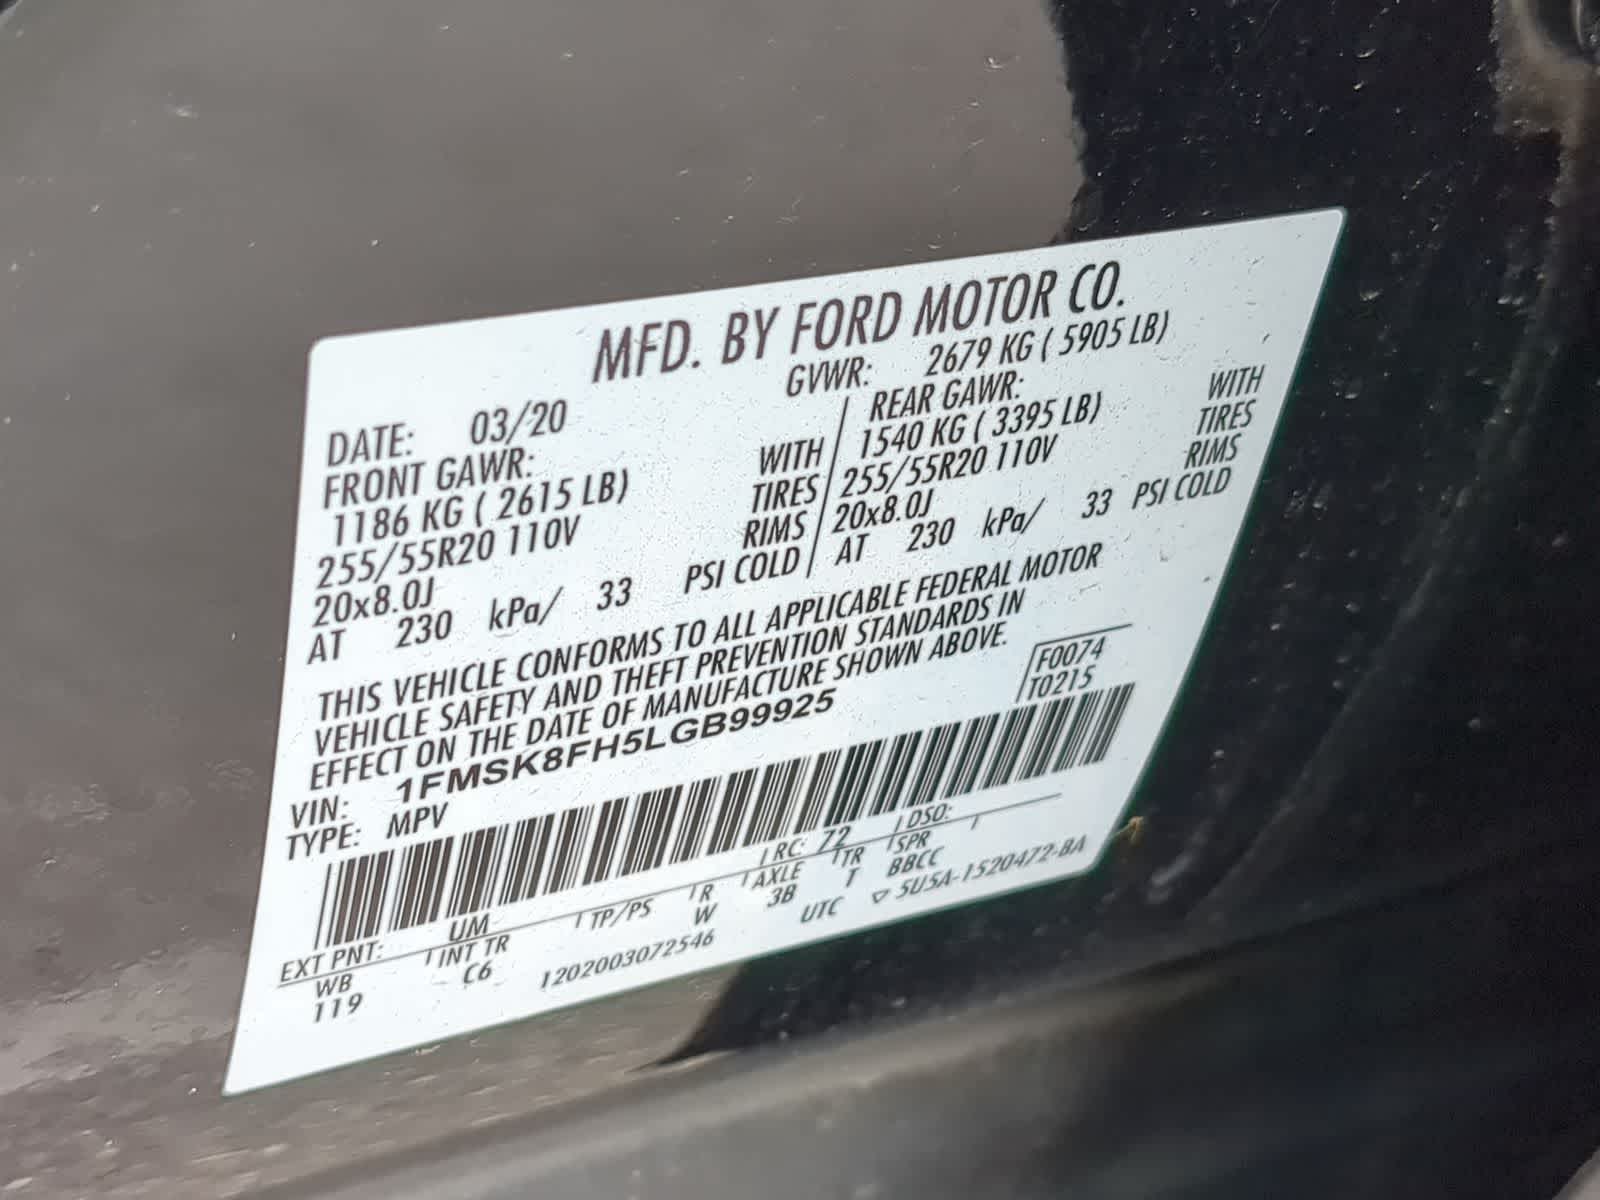 MFD. BY FORD MOTOR CO.
DATE: 03/20 GVWR: 2679 KG ( 5905 LB)
FRONT GAWR: REAR GAWR:
1186 KG ( 2615 LB) WITH 1540 KG ( 3395 LB) WITH
255/55R20 110V TIRES 255/55R20 110V TIRES
20x8.0J RIMS 20x8.0J RIMS
AT 230 kPa/ 33 PSI COLD AT 230 kPa/ 33 PSI COLD
THIS VEHICLE CONFORMS TO ALL APPLICABLE FEDERAL MOTOR
VEHICLE SAFETY AND THEFT PREVENTION STANDARDS IN
EFFECT ON THE DATE OF MANUFACTURE SHOWN ABOVE.
VIN: 1FMSK8FH5LGB99925 F0074
TYPE: MPV T0215
EXT PNT: UM RC: 72 DSO:
WB INT TR TP/PS R AXLE TR SPR
119 C6 W 3B T BBCC
1202003072546 UTC ▽ 5U5A-1520472-BA